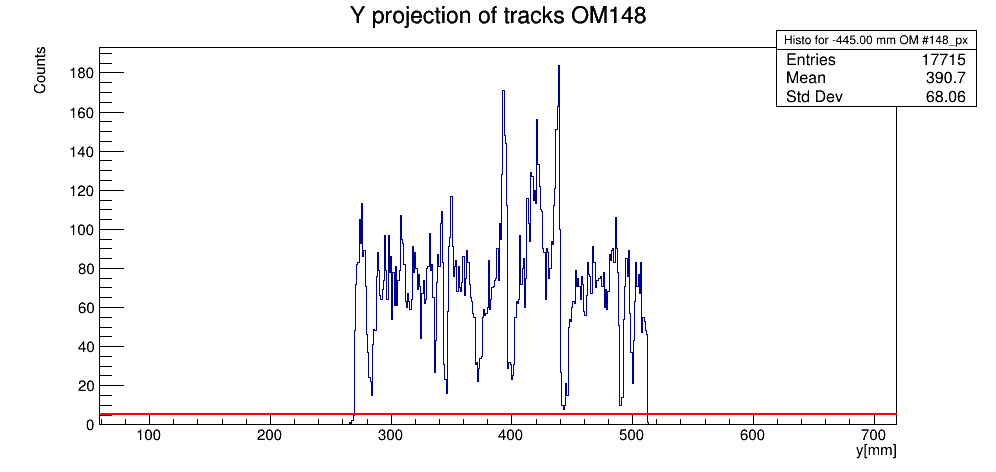 Y projection of tracks OM148
Histo for -445.00 mm OM #148_px
Entries 17715
Mean 390.7
Std Dev 68.06
Counts
180
160
140
120
100
80
60
40
20
0
100 200 300 400 500 600 700
y[mm]